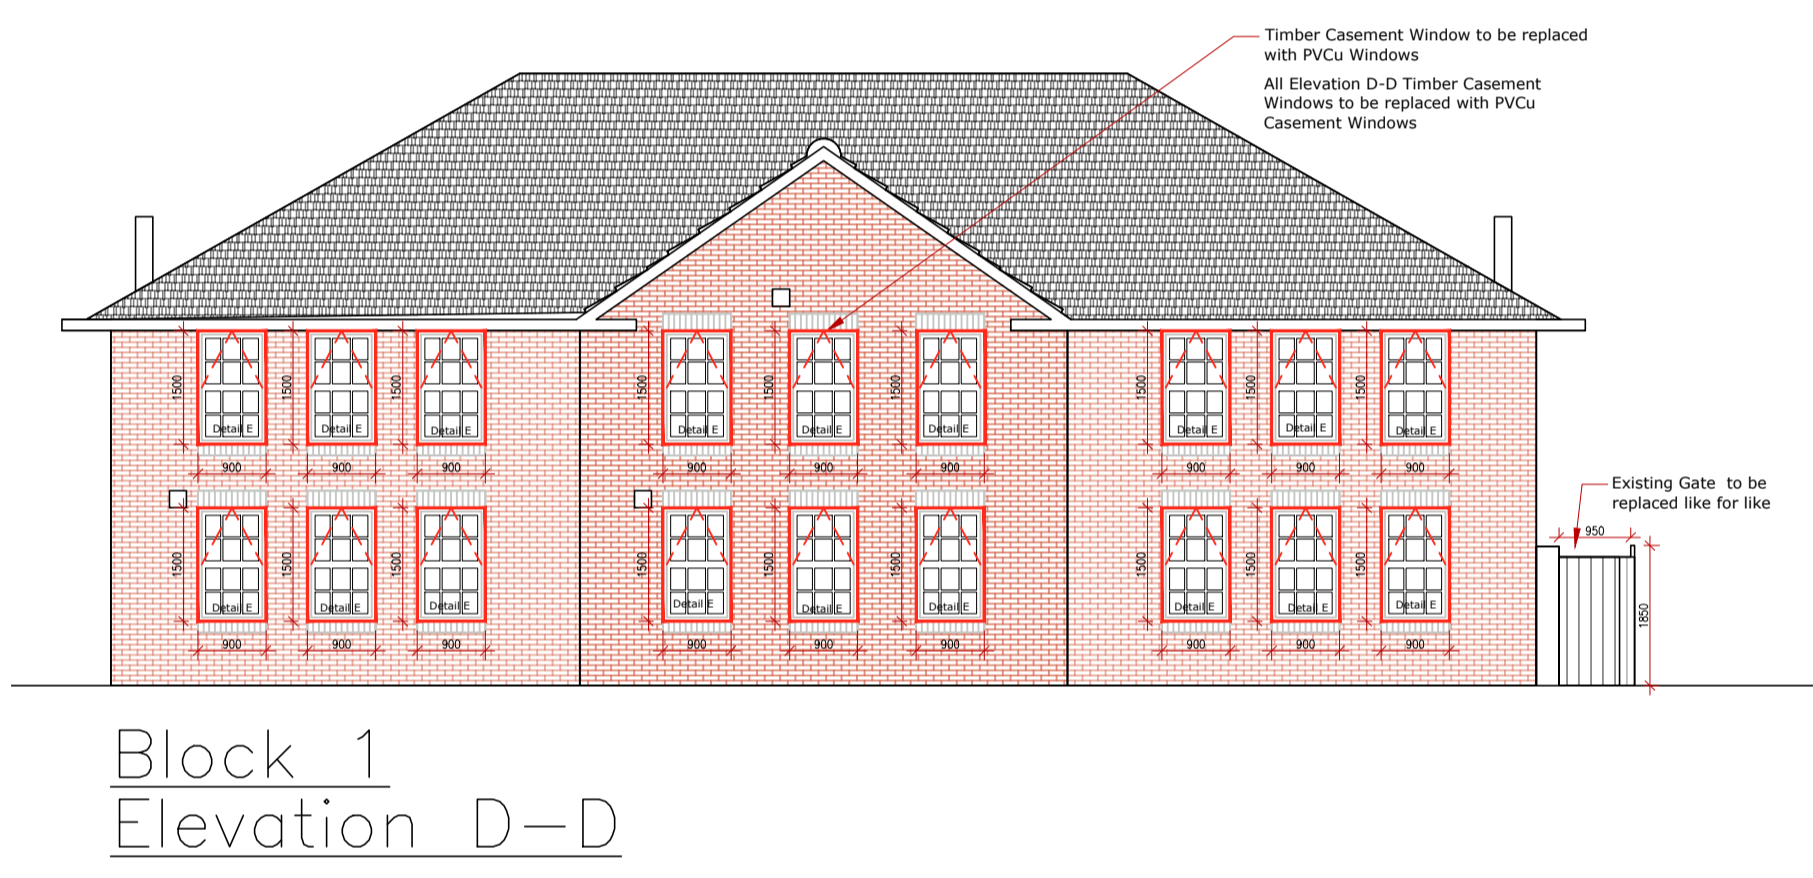 Timber Casement Window to be replaced
with PVCu Windows
All Elevation D-D Timber Casement
Windows to be replaced with PVCu
Casement Windows
1500 1500 1500 1500 1500 1500 1500 1500 1500
Detail E Detail E Detail E Detail E Detail E Detail E Detail E Detail E Detail E
900 900 900 900 900 900 900 900 900
Existing Gate to be
replaced like for like
950
1500 1500 1500 1500 1500 1500 1500 1500 1500
Detail E Detail E Detail E Detail E Detail E Detail E Detail E Detail E Detail E
1850
900 900 900 900 900 900 900 900 900
Block 1
Elevation D-D